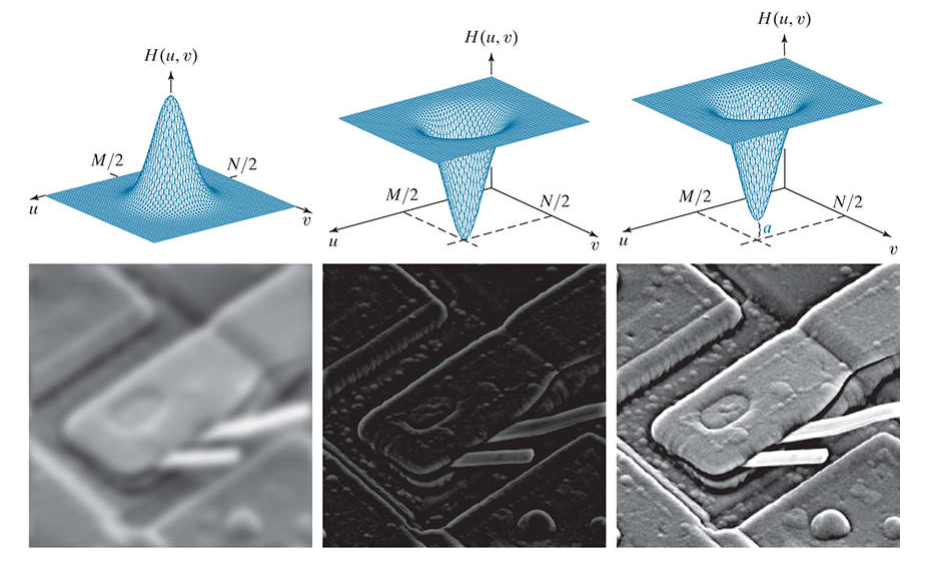 H(u, v)
M/2
N/2
u
v
H(u, v)
M/2
N/2
u
v
H(u, v)
M/2
N/2
a
u
v